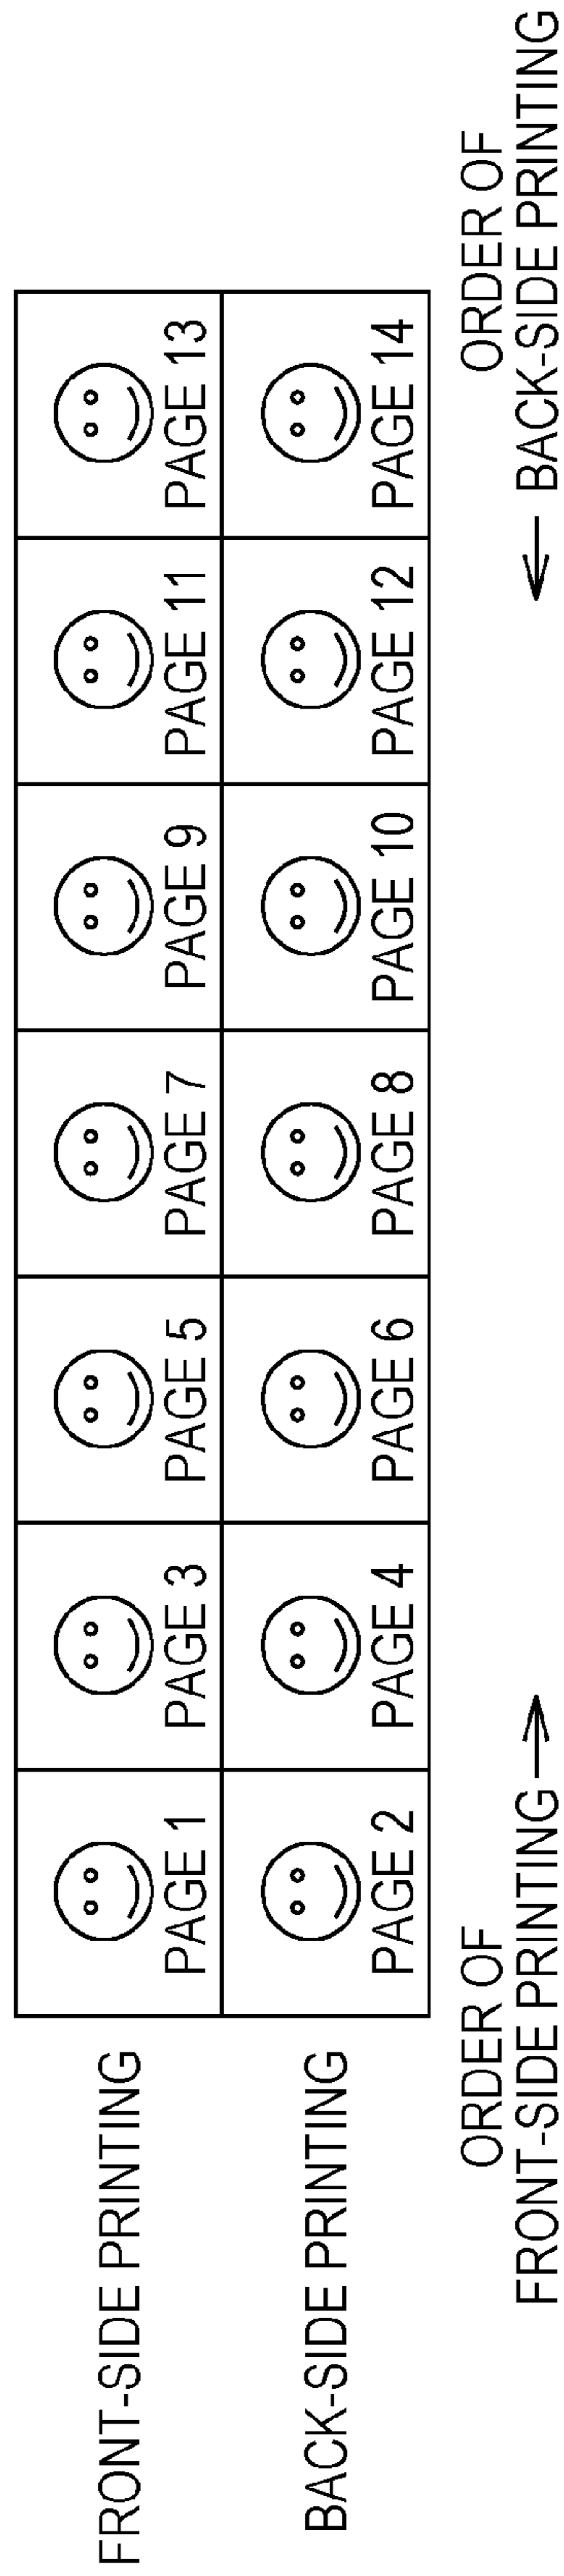 FRONT-SIDE PRINTING
PAGE 1
PAGE 3
PAGE 5
PAGE 7
PAGE 9
PAGE 11
PAGE 13
BACK-SIDE PRINTING
PAGE 2
PAGE 4
PAGE 6
PAGE 8
PAGE 10
PAGE 12
PAGE 14
ORDER OF
FRONT-SIDE PRINTING
ORDER OF
BACK-SIDE PRINTING